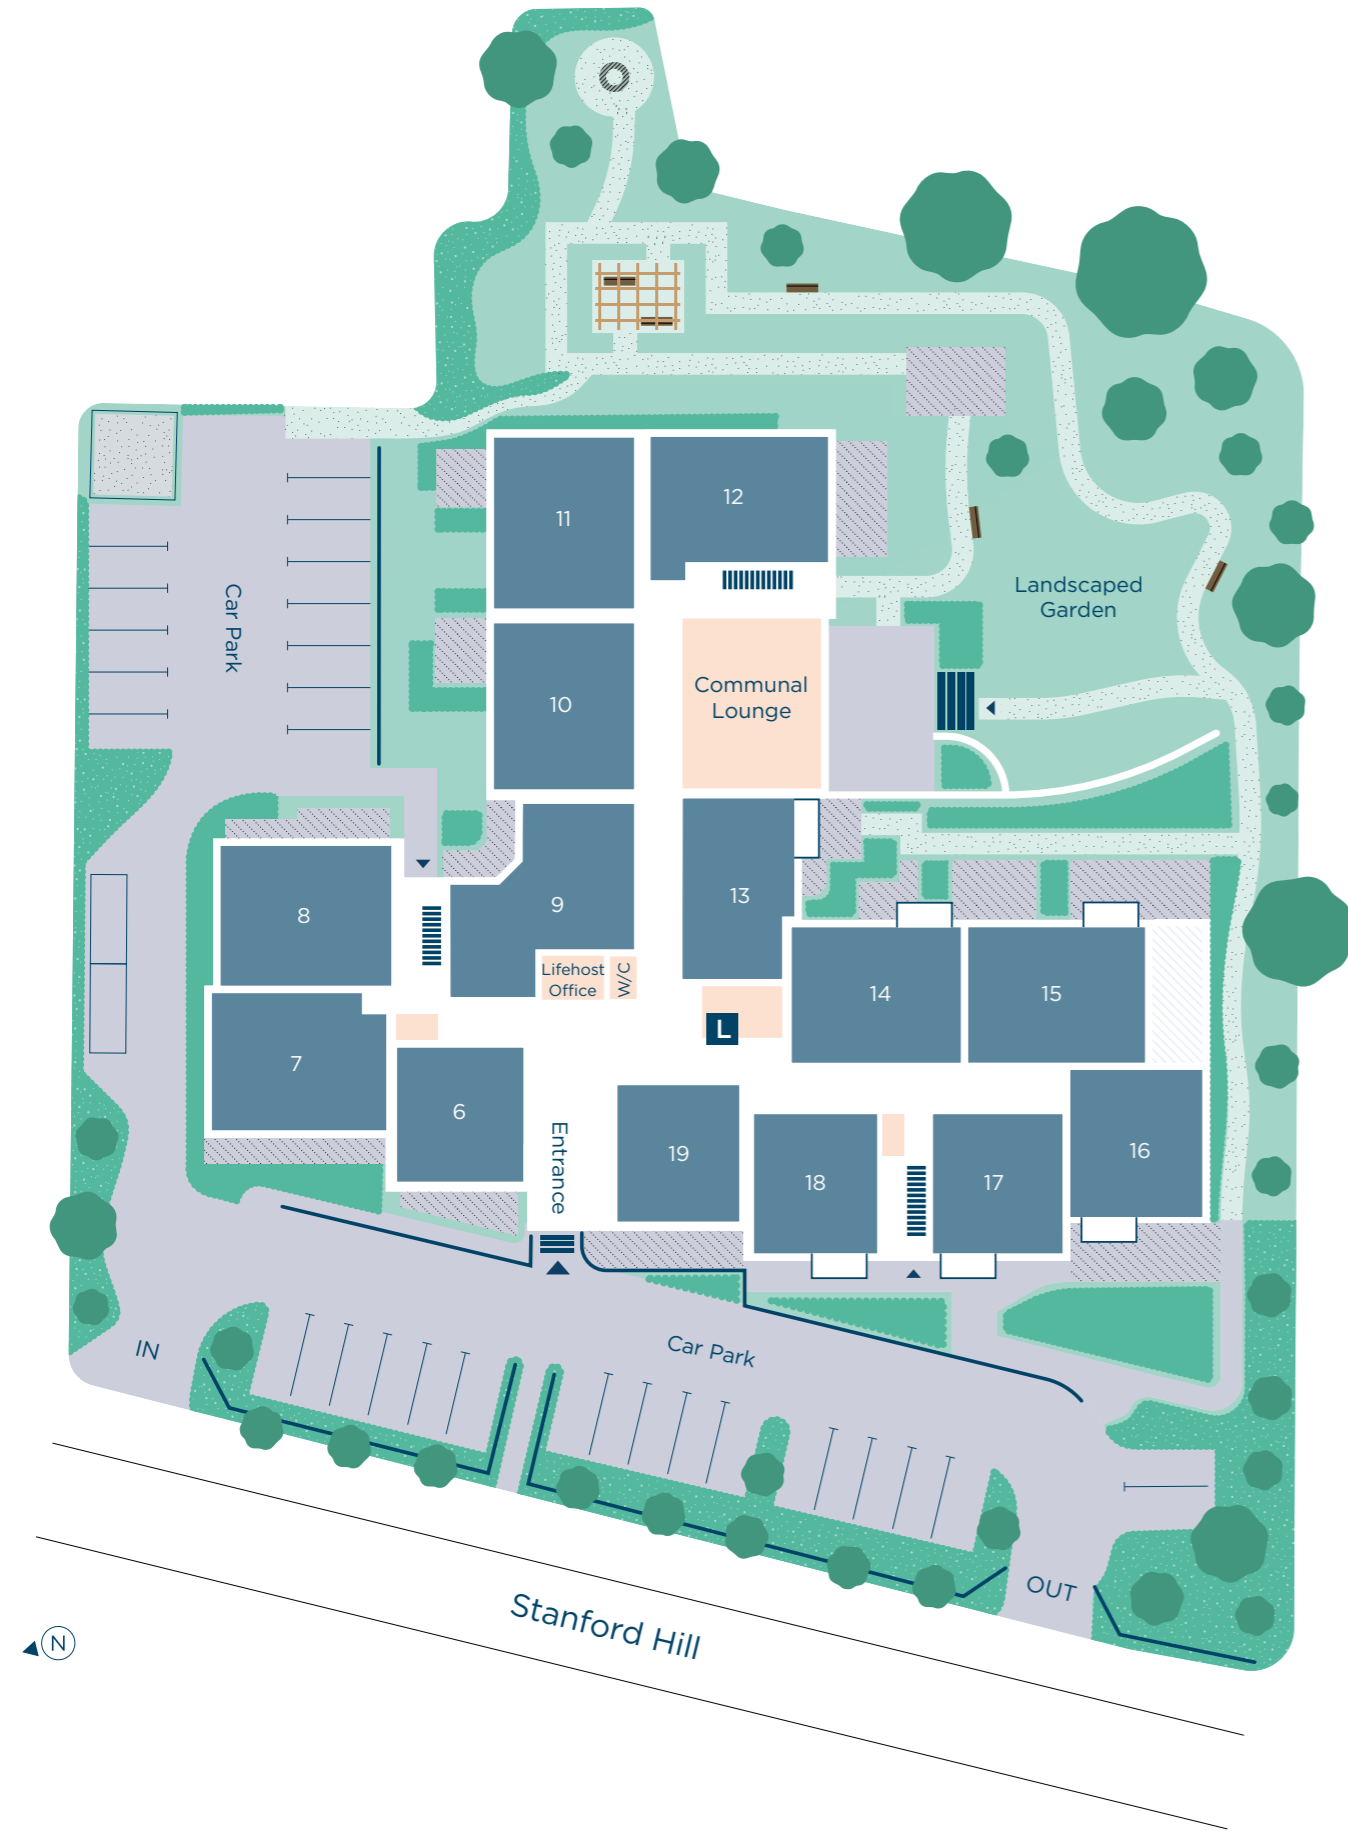 12
11
Car Park
Landscaped
Garden
Communal
Lounge
10
13
9
8
Lifehost
Office
W/C
14
15
L
7
6
Entrance
19
18
17
16
IN
Car Park
OUT
Stanford Hill
N